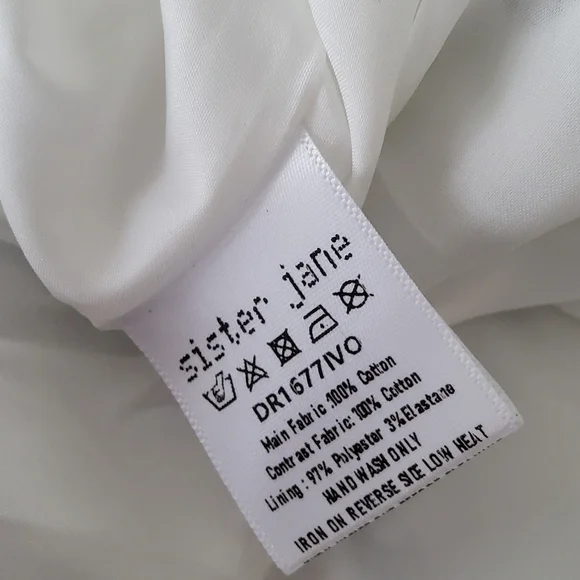 sister jane
DR1677IVO
Main Fabric :100% Cotton
Contrast Fabric: 100% Cotton
Lining : 97% Polyester 3% Elastane
HAND WASH ONLY
IRON ON REVERSE SIDE LOW HEAT